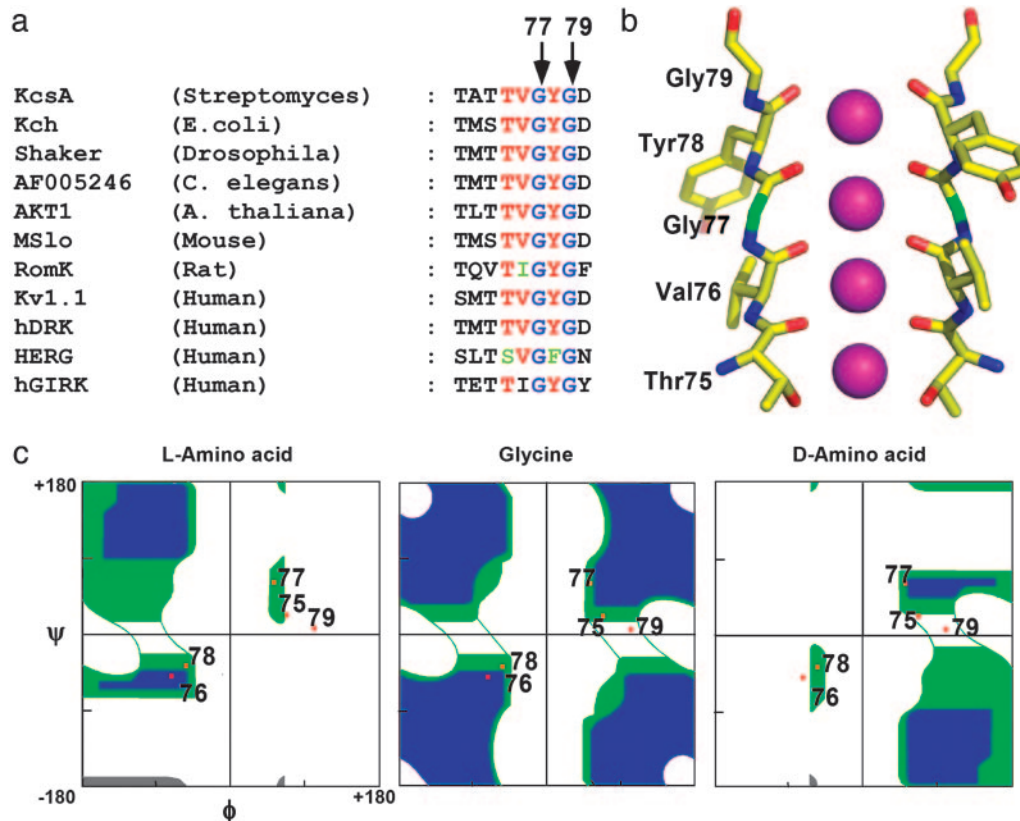 a
77 79
KcsA (Streptomyces) : TATTVGYGD
Kch (E.coli) : TMSTVGYGD
Shaker (Drosophila) : TMTTVGYGD
AF005246 (C. elegans) : TMTTVGYGD
AKT1 (A. thaliana) : TLTTVGYGD
MSlo (Mouse) : TMSTVGYGD
RomK (Rat) : TQVTIGYGF
Kv1.1 (Human) : SMTTVGYGD
hDRK (Human) : TMTTVGYGD
HERG (Human) : SLTSVGFGN
hGIRK (Human) : TETTIGYGY
b
Gly79
Tyr78
Gly77
Val76
Thr75
c
L-Amino acid Glycine D-Amino acid
+180
77 77 77
75 79 75 79 75 79
ψ
78 78 78
76 76 76
-180 ϕ +180